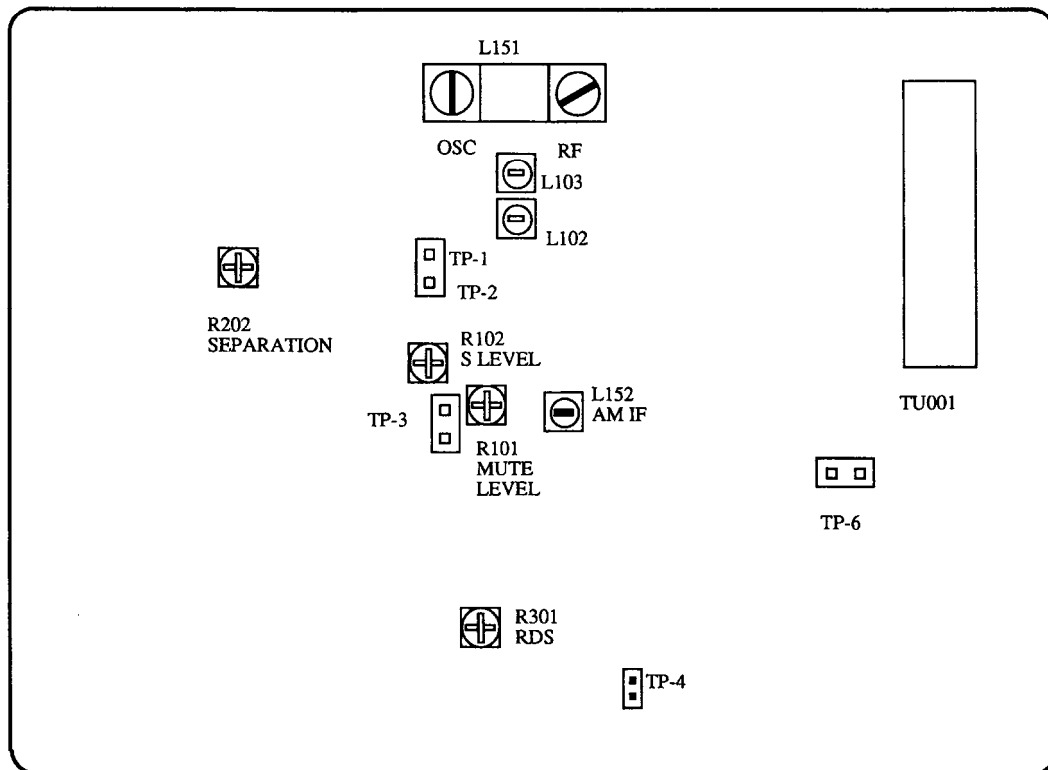 L151
OSC
RF
L103
L102
TP-1
TP-2
R202
SEPARATION
R102
S LEVEL
TP-3
L152
AM IF
R101
MUTE
LEVEL
TU001
TP-6
R301
RDS
TP-4